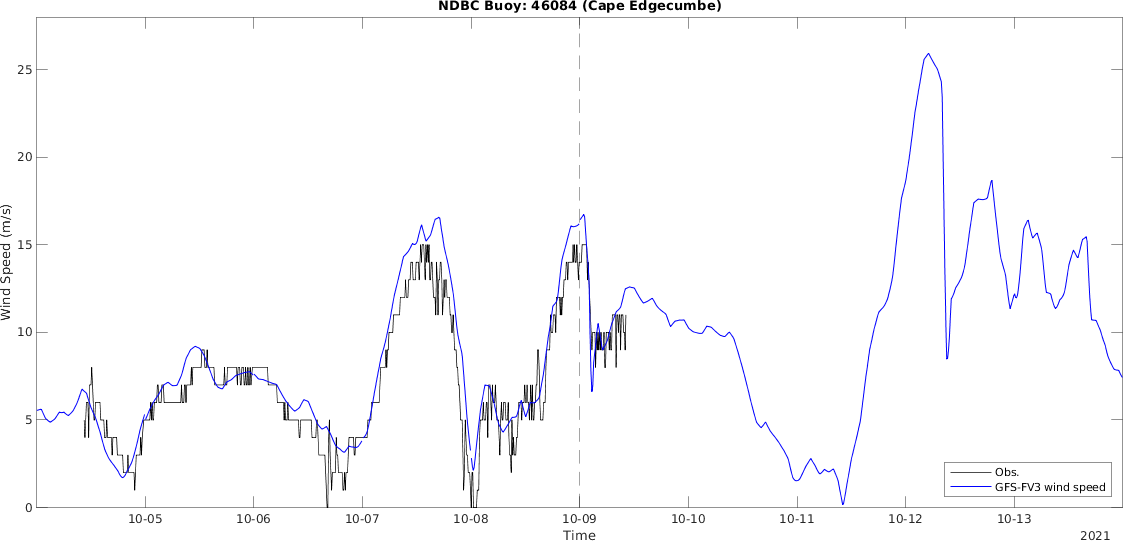 NDBC Buoy: 46084 (Cape Edgecumbe)
Wind Speed (m/s)
25
20
15
10
5
0
10-05 10-06 10-07 10-08 10-09 10-10 10-11 10-12 10-13
Time
2021
Obs.
GFS-FV3 wind speed